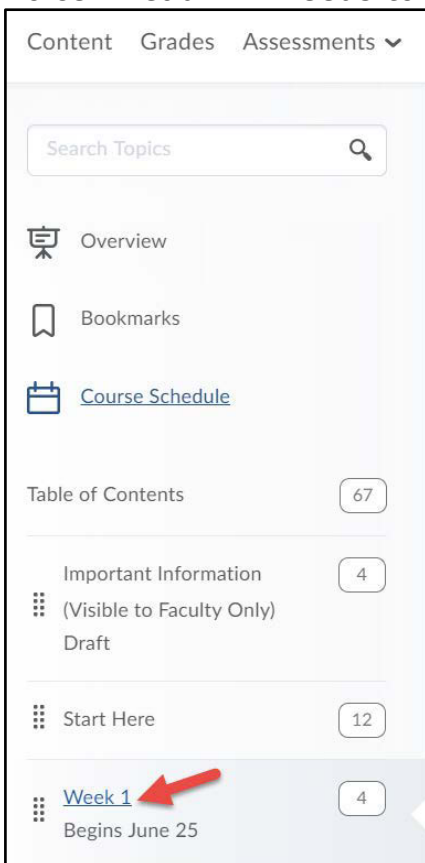 Content Grades Assessments
Search Topics
Overview
Bookmarks
Course Schedule
Table of Contents 67
Important Information 4
(Visible to Faculty Only)
Draft
Start Here 12
Week 1 4
Begins June 25